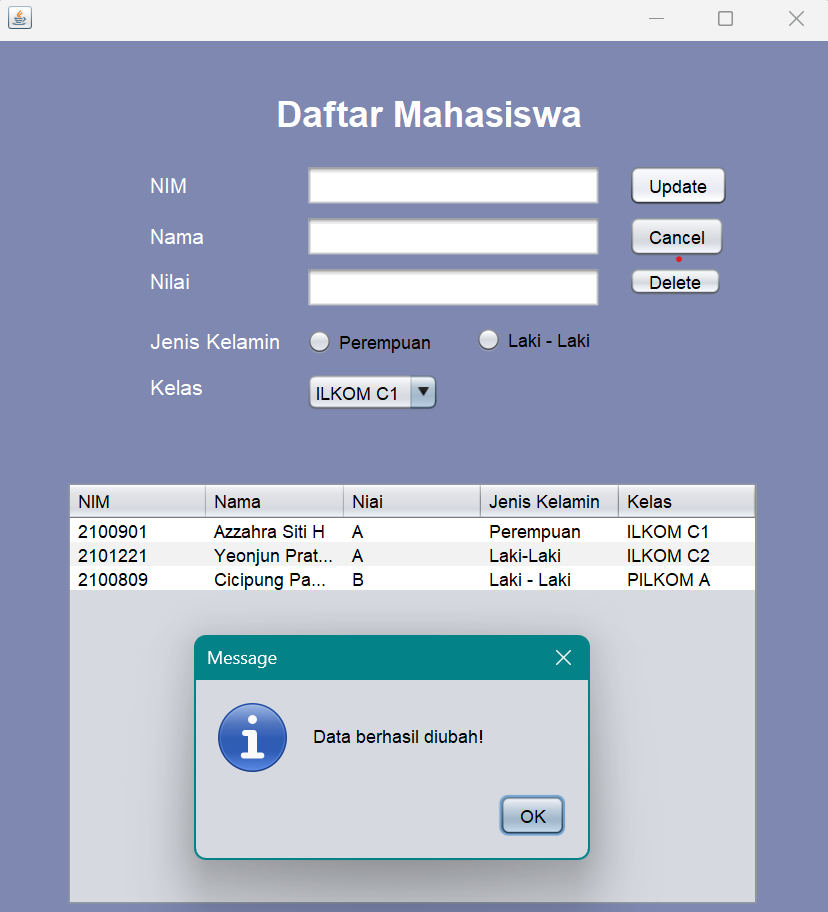 Daftar Mahasiswa
NIM
Update
Nama
Cancel
Nilai
Delete
Jenis Kelamin Perempuan Laki - Laki
Kelas ILKOM C1
NIM Nama Niai Jenis Kelamin Kelas
2100901 Azzahra Siti H A Perempuan ILKOM C1
2101221 Yeonjun Prat... A Laki-Laki ILKOM C2
2100809 Cicipung Pa... B Laki - Laki PILKOM A
Message
Data berhasil diubah!
OK